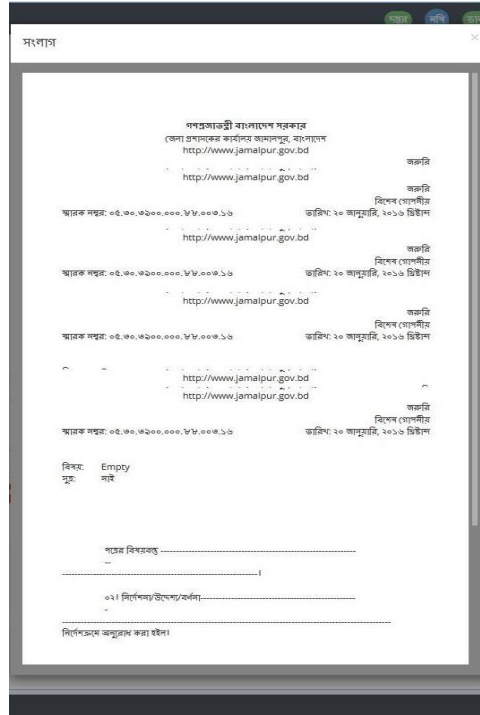 দপ্তর নথি
সংলাগ ×
গণপ্রজাতন্ত্রী বাংলাদেশ সরকার
জেলা প্রশাসকের কার্যালয় জামালপুর, বাংলাদেশ
http://www.jamalpur.gov.bd
জরুরি
http://www.jamalpur.gov.bd
জরুরি
বিশেষ গোপনীয়
স্মারক নম্বর: ০৫.৩০.৩৯০০.০০০.৮৮.০০৩.১৬ তারিখ: ২০ জানুয়ারি, ২০১৬ খ্রিষ্টাব্দ
http://www.jamalpur.gov.bd
জরুরি
বিশেষ গোপনীয়
স্মারক নম্বর: ০৫.৩০.৩৯০০.০০০.৮৮.০০৩.১৬ তারিখ: ২০ জানুয়ারি, ২০১৬ খ্রিষ্টাব্দ
http://www.jamalpur.gov.bd
জরুরি
বিশেষ গোপনীয়
স্মারক নম্বর: ০৫.৩০.৩৯০০.০০০.৮৮.০০৩.১৬ তারিখ: ২০ জানুয়ারি, ২০১৬ খ্রিষ্টাব্দ
http://www.jamalpur.gov.bd
http://www.jamalpur.gov.bd
জরুরি
বিশেষ গোপনীয়
স্মারক নম্বর: ০৫.৩০.৩৯০০.০০০.৮৮.০০৩.১৬ তারিখ: ২০ জানুয়ারি, ২০১৬ খ্রিষ্টাব্দ
বিষয়: Empty
সূত্র: নাই
পত্রের বিষয়বস্তু ----------------------------------------------------------------
--
----------------------------------------------------------------।
০২। নির্দেশনা/উদ্দেশ্য/বর্ণনা--------------------------------------------------
-
--------------------------------------------------------------------------------
নির্দেশক্রমে অনুরোধ করা হইল।